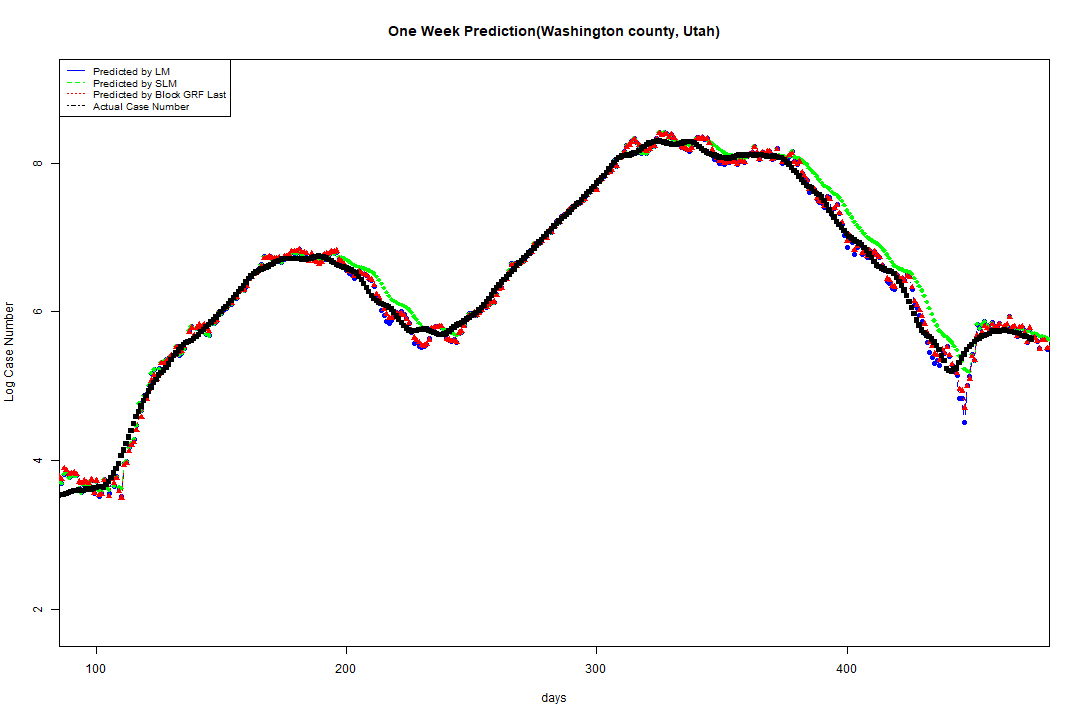 One Week Prediction(Washington county, Utah)
Predicted by LM
Predicted by SLM
Predicted by Block GRF Last
Actual Case Number
Log Case Number
8
6
4
2
100 200 300 400
days